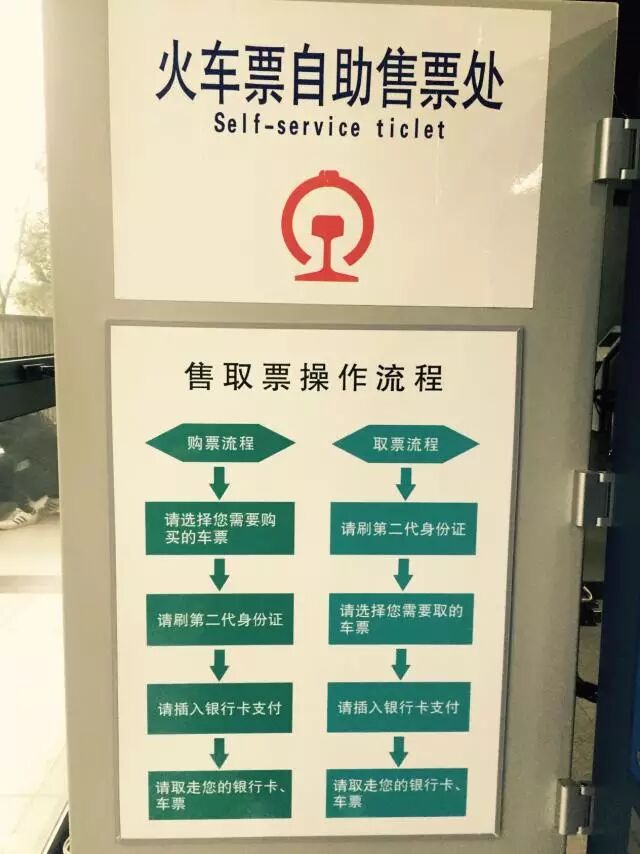 火车票自助售票处
Self-service ticlet
售取票操作流程
购票流程
请选择您需要购
买的车票
请刷第二代身份证
请插入银行卡支付
请取走您的银行卡、
车票
取票流程
请刷第二代身份证
请选择您需要取的
车票
请插入银行卡支付
请取走您的银行卡、
车票